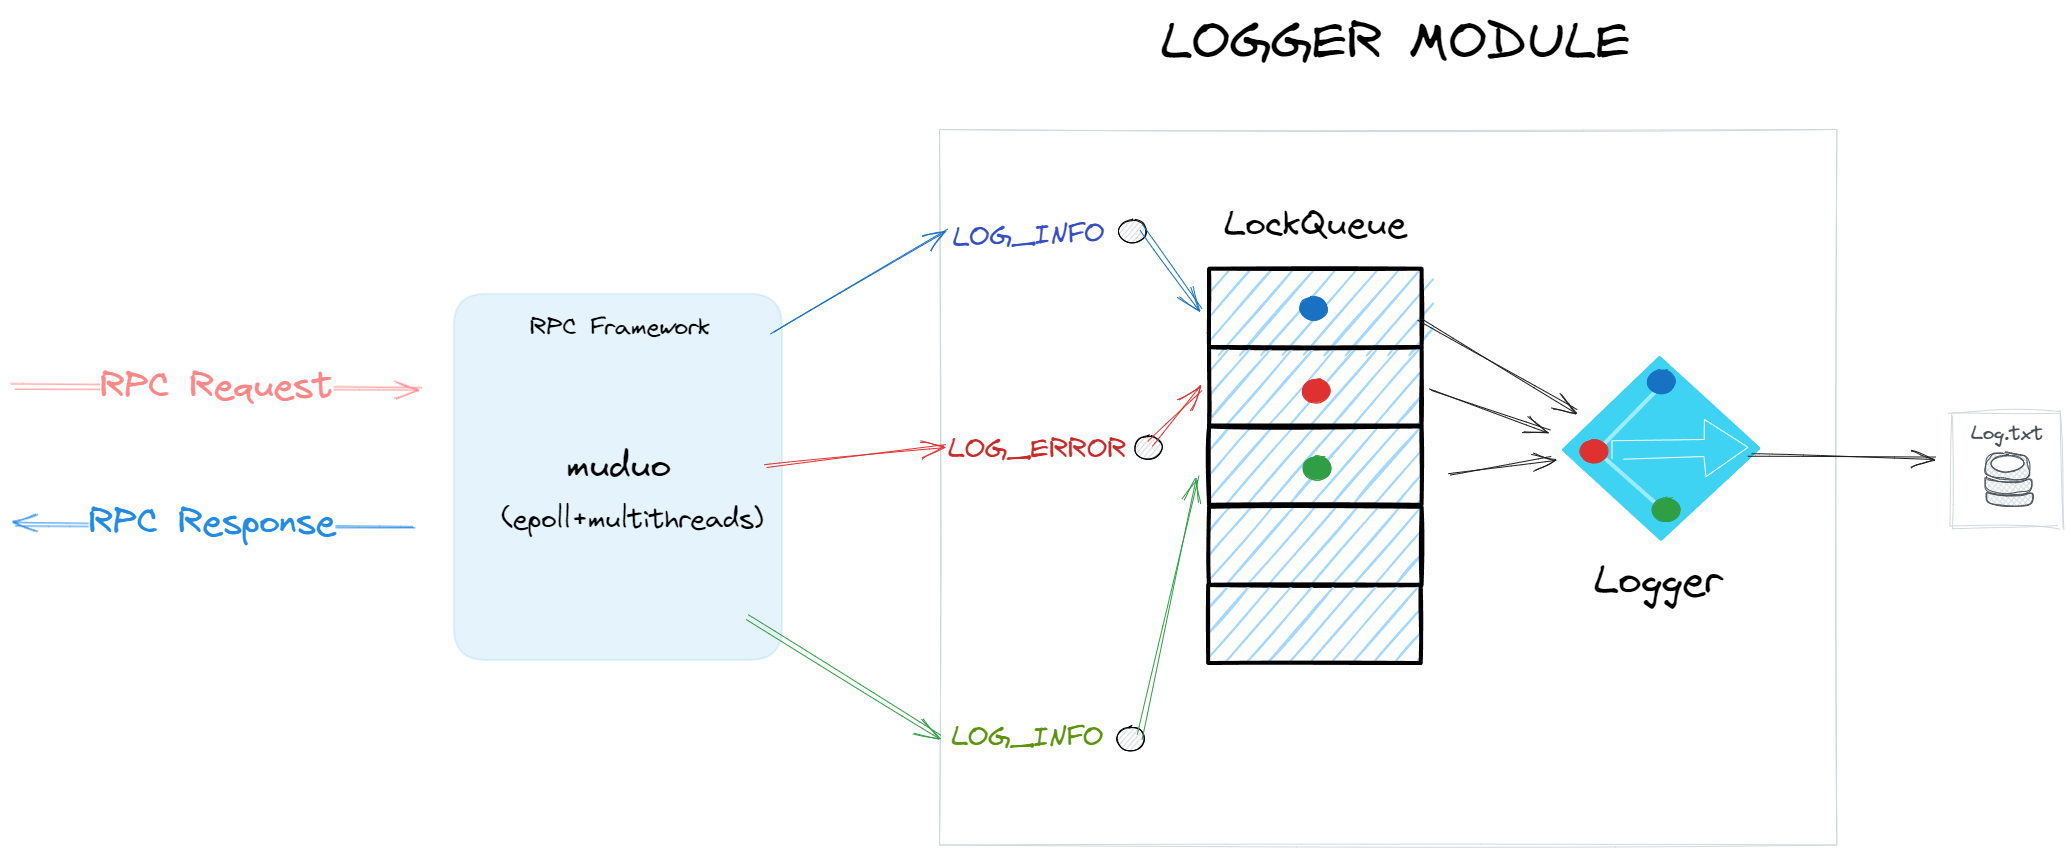 LOGGER MODULE
RPC Request
RPC Response
RPC Framework
muduo
(epoll+multithreads)
LOG_INFO
LOG_ERROR
LOG_INFO
LockQueue
Logger
Log.txt